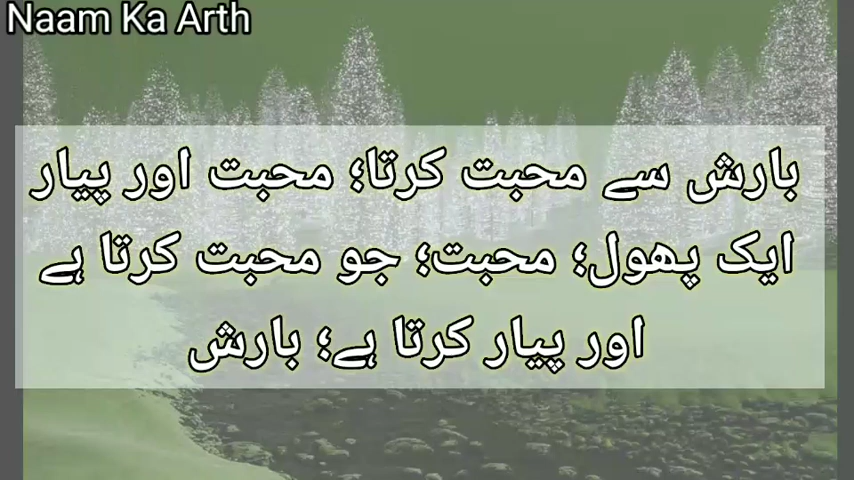 Naam Ka Arth
بارش سے محبت کرتا؛ محبت اور پیار
ایک پھول؛ محبت؛ جو محبت کرتا ہے
اور پیار کرتا ہے؛ بارش